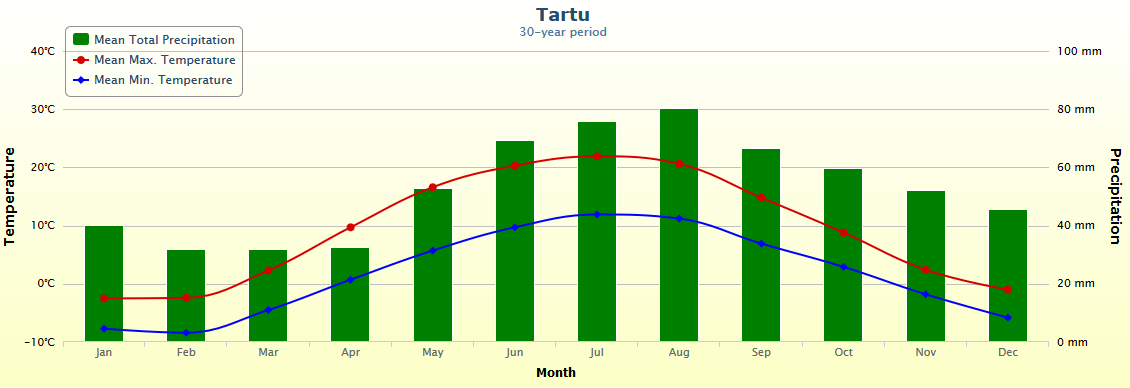 Tartu
30-year period
Mean Total Precipitation
Mean Max. Temperature
Mean Min. Temperature
40°C
30°C
20°C
10°C
0°C
-10°C
Temperature
100 mm
80 mm
60 mm
40 mm
20 mm
0 mm
Precipitation
Jan Feb Mar Apr May Jun Jul Aug Sep Oct Nov Dec
Month